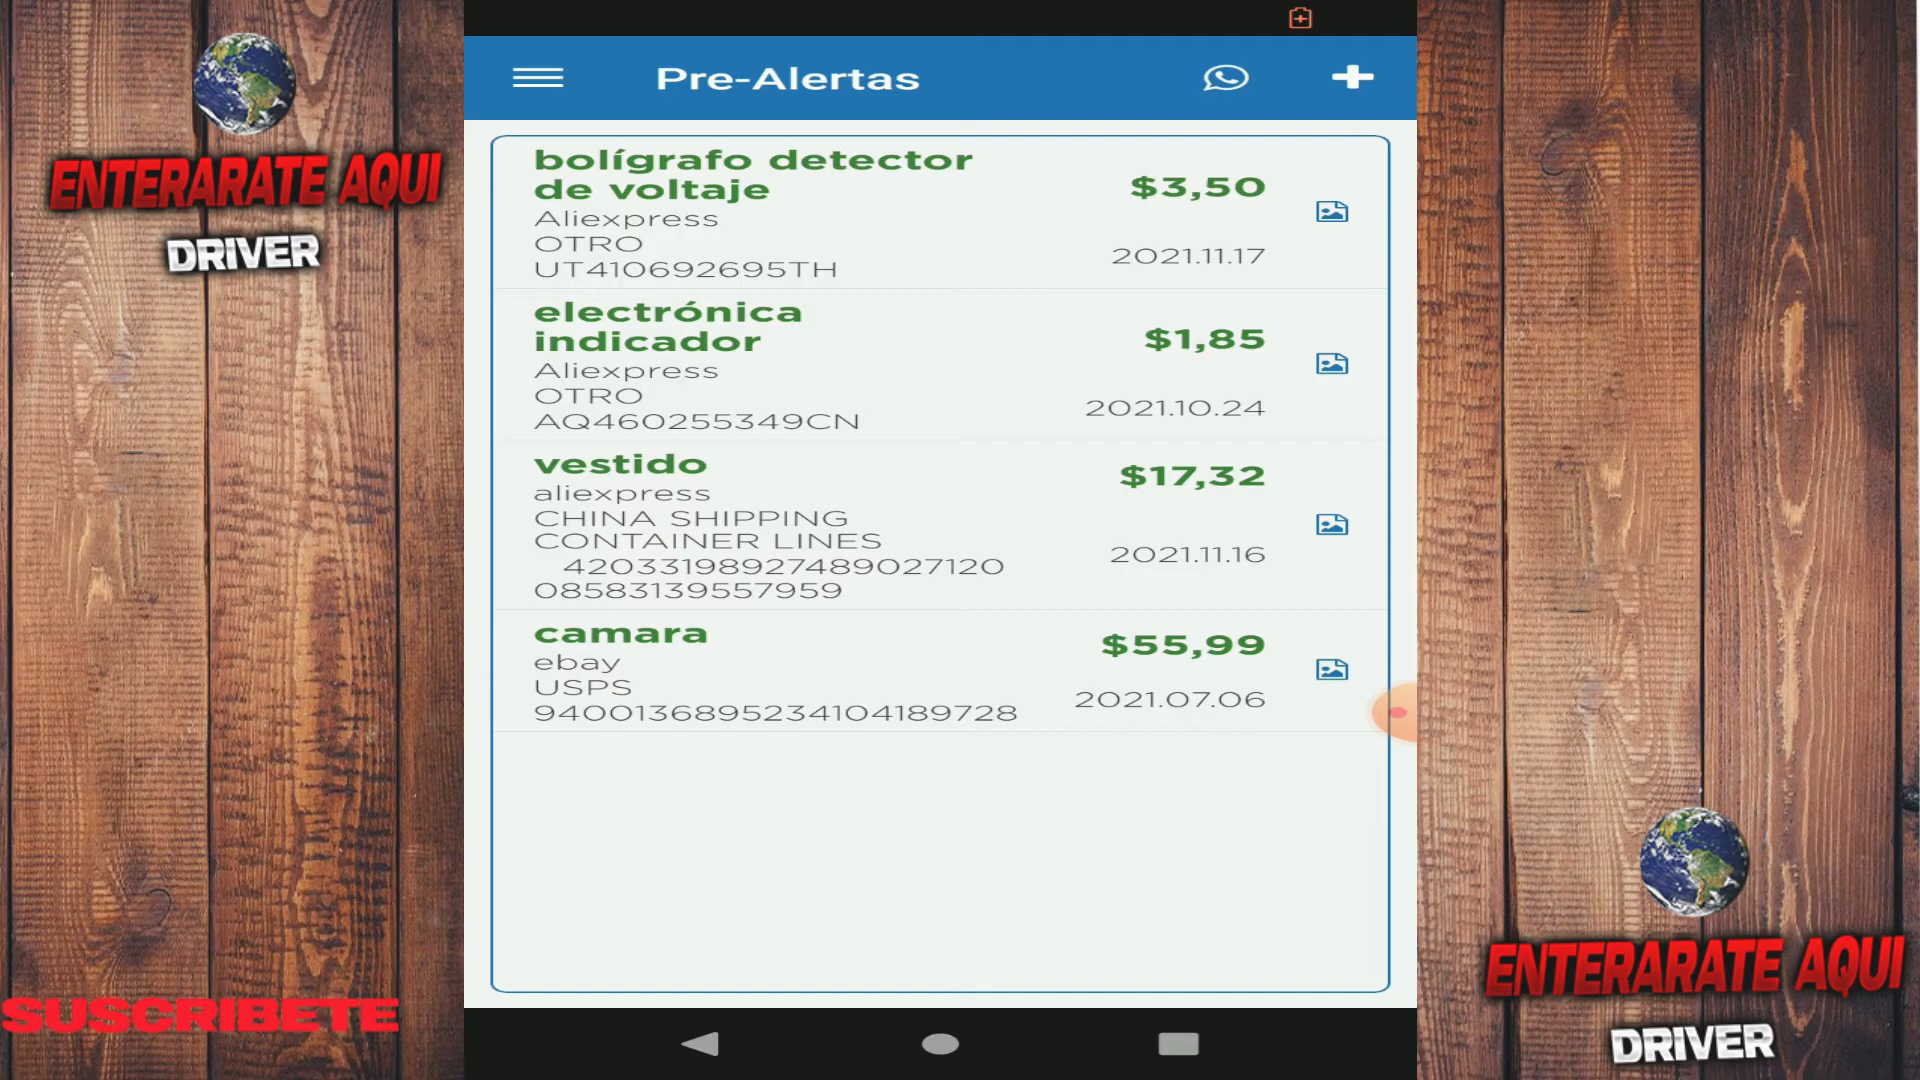 ENTERARATE AQUI
DRIVER
SUSCRIBETE
Pre-Alertas
bolígrafo detector
de voltaje
$3,50
Aliexpress
OTRO
2021.11.17
UT410692695TH
electrónica
indicador
$1,85
Aliexpress
OTRO
2021.10.24
AQ460255349CN
vestido
$17,32
aliexpress
CHINA SHIPPING
CONTAINER LINES
2021.11.16
42033198927489027120
08583139557959
camara
$55,99
ebay
USPS
2021.07.06
9400136895234104189728
ENTERARATE AQUI
DRIVER